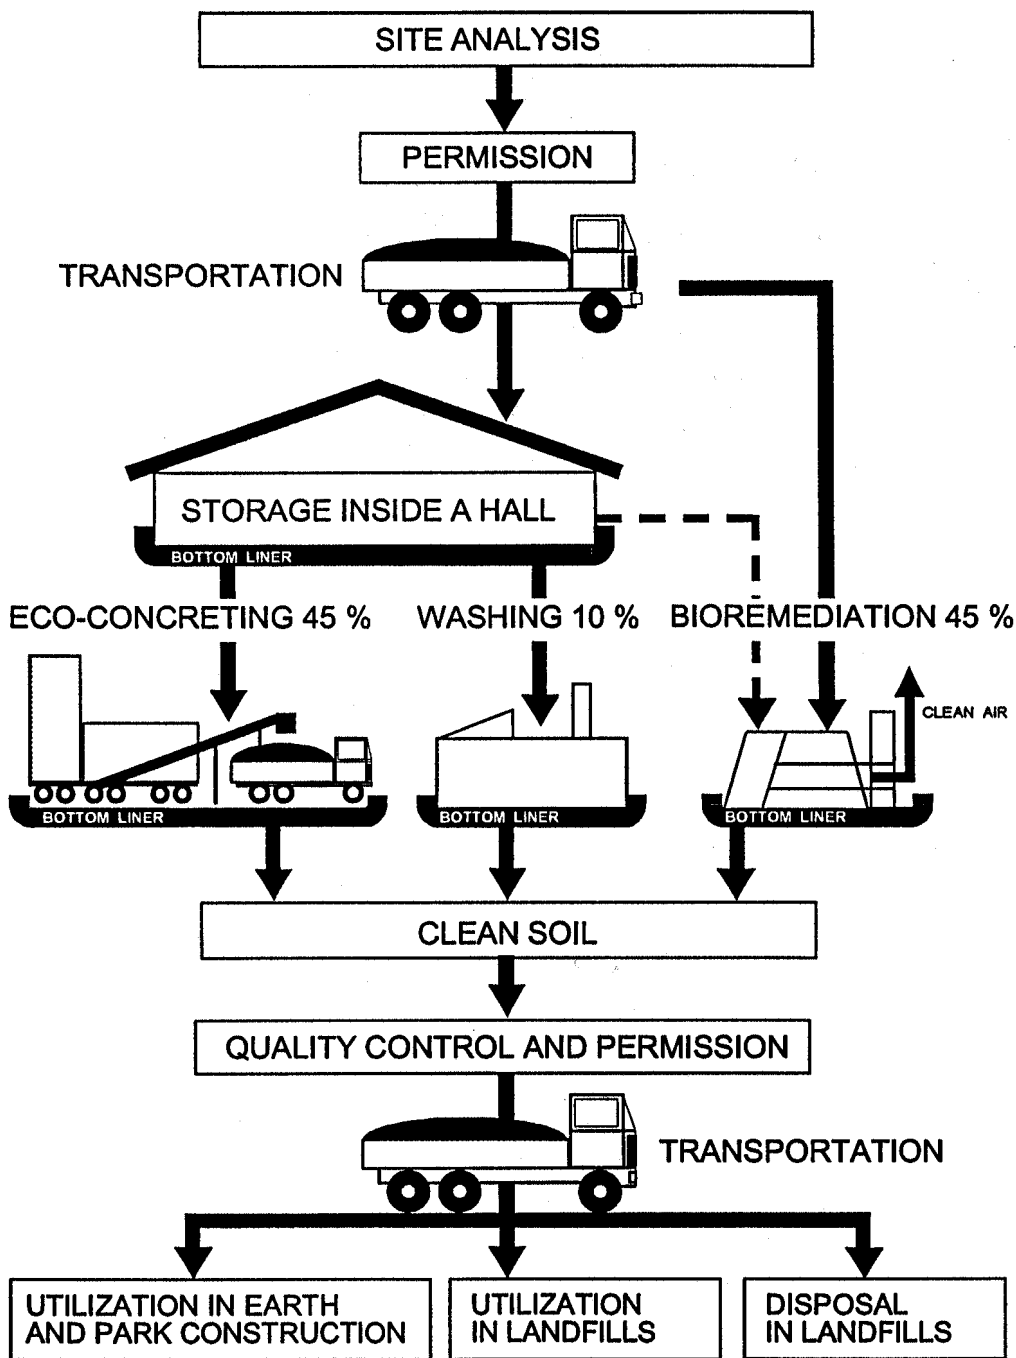 SITE ANALYSIS
PERMISSION
TRANSPORTATION
STORAGE INSIDE A HALL
BOTTOM LINER
ECO-CONCRETING 45 %
WASHING 10 %
BIOREMEDIATION 45 %
CLEAN AIR
BOTTOM LINER
BOTTOM LINER
BOTTOM LINER
CLEAN SOIL
QUALITY CONTROL AND PERMISSION
TRANSPORTATION
UTILIZATION IN EARTH
AND PARK CONSTRUCTION
UTILIZATION
IN LANDFILLS
DISPOSAL
IN LANDFILLS